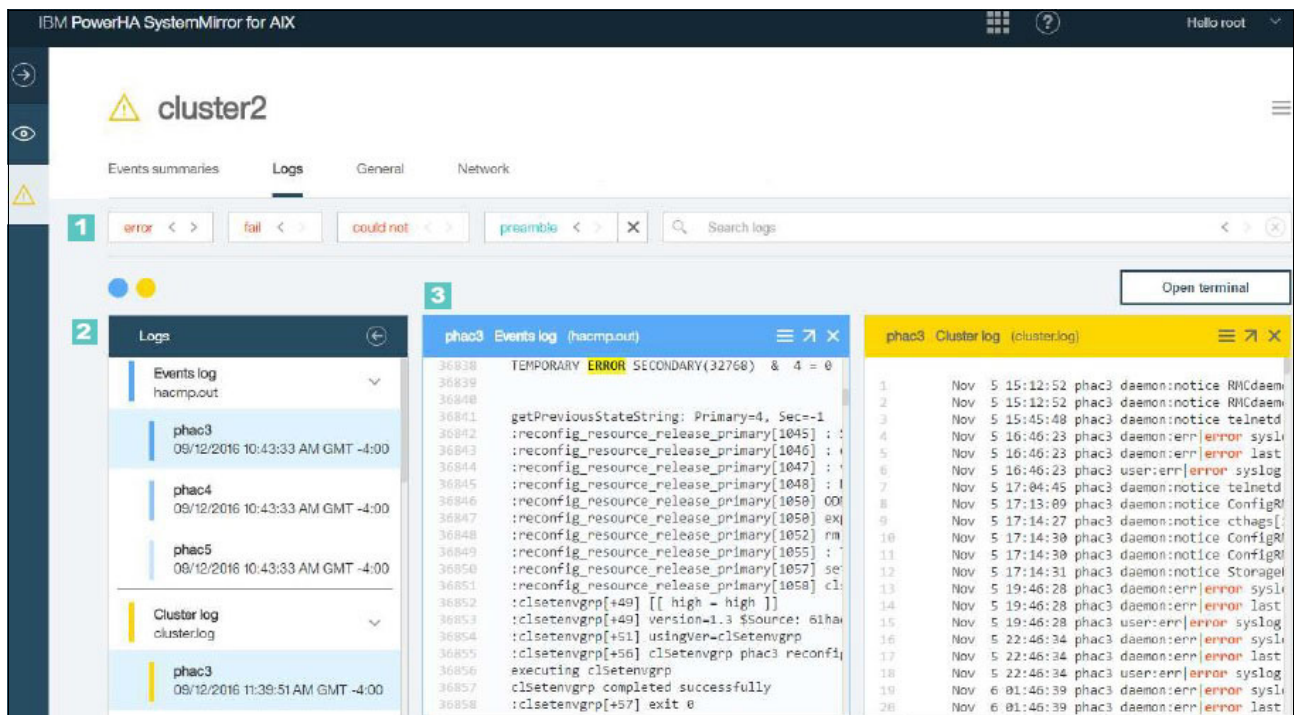 IBM PowerHA SystemMirror for AIX
?
Hello root
cluster2
Events summaries Logs General Network
1
error < > fail < > could not < > preamble < > X Search logs < >
Open terminal
2
Logs
Events log
hacmp.out
phac3
09/12/2016 10:43:33 AM GMT -4:00
phac4
09/12/2016 10:43:33 AM GMT -4:00
phac5
09/12/2016 10:43:33 AM GMT -4:00
Cluster log
cluster.log
phac3
09/12/2016 11:39:51 AM GMT -4:00
3
phac3 Events log (hacmp.out)
36838 TEMPORARY ERROR SECONDARY(32768) & 4 = 0
36839
36840
36841 getPreviousStateString: Primary=4, Sec=-1
36842 :reconfig_resource_release_primary[1045] :
36843 :reconfig_resource_release_primary[1046] :
36844 :reconfig_resource_release_primary[1047] :
36845 :reconfig_resource_release_primary[1048] :
36846 :reconfig_resource_release_primary[1050] OD
36847 :reconfig_resource_release_primary[1050] exp
36848 :reconfig_resource_release_primary[1052] rm
36849 :reconfig_resource_release_primary[1055] :
36850 :reconfig_resource_release_primary[1057] se
36851 :reconfig_resource_release_primary[1058] cl
36852 :clsetenvgrp[+49] [[ high = high ]]
36853 :clsetenvgrp[+49] version=1.3 $Source: 61ha
36854 :clsetenvgrp[+51] usingVer=clSetenvgrp
36855 :clsetenvgrp[+56] clSetenvgrp phac3 reconfi
36856 executing clSetenvgrp
36857 clSetenvgrp completed successfully
36858 :clsetenvgrp[+57] exit 0
phac3 Cluster log (cluster.log)
1 Nov 5 15:12:52 phac3 daemon:notice RMCdaem
2 Nov 5 15:12:52 phac3 daemon:notice RMCdaem
3 Nov 5 15:45:48 phac3 daemon:notice telnetd
4 Nov 5 16:46:23 phac3 daemon:err|error sysl
5 Nov 5 16:46:23 phac3 daemon:err|error last
6 Nov 5 16:46:23 phac3 user:err|error syslog
7 Nov 5 17:04:45 phac3 daemon:notice telnetd
8 Nov 5 17:13:09 phac3 daemon:notice ConfigR
9 Nov 5 17:14:27 phac3 daemon:notice cthags[
10 Nov 5 17:14:30 phac3 daemon:notice ConfigR
11 Nov 5 17:14:30 phac3 daemon:notice ConfigR
12 Nov 5 17:14:31 phac3 daemon:notice Storage
13 Nov 5 19:46:28 phac3 daemon:err|error sysl
14 Nov 5 19:46:28 phac3 daemon:err|error last
15 Nov 5 19:46:28 phac3 user:err|error syslog
16 Nov 5 22:46:34 phac3 daemon:err|error sysl
17 Nov 5 22:46:34 phac3 daemon:err|error last
18 Nov 5 22:46:34 phac3 user:err|error syslog
19 Nov 6 01:46:39 phac3 daemon:err|error sysl
20 Nov 6 01:46:39 phac3 daemon:err|error last